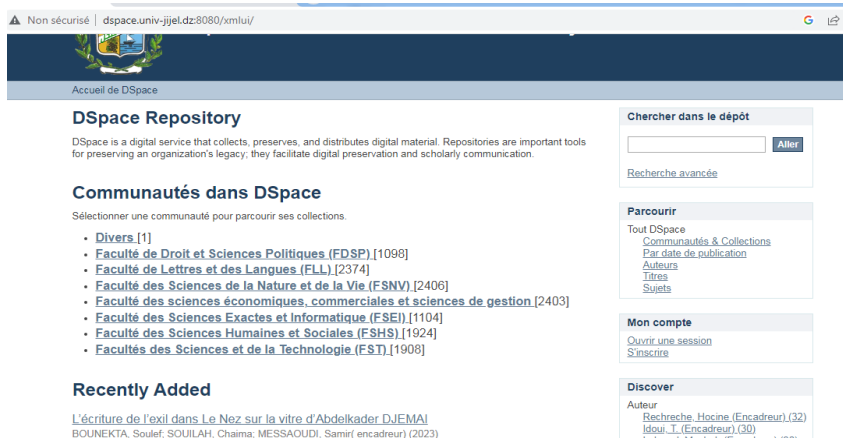 Non sécurisé | dspace.univ-jijel.dz:8080/xmlui/
Accueil de DSpace
DSpace Repository
DSpace is a digital service that collects, preserves, and distributes digital material. Repositories are important tools
for preserving an organization's legacy; they facilitate digital preservation and scholarly communication.
Communautés dans DSpace
Sélectionner une communauté pour parcourir ses collections.
Divers [1]
Faculté de Droit et Sciences Politiques (FDSP) [1098]
Faculté de Lettres et des Langues (FLL) [2374]
Faculté des Sciences de la Nature et de la Vie (FSNV) [2406]
Faculté des sciences économiques, commerciales et sciences de gestion [2403]
Faculté des Sciences Exactes et Informatique (FSEI) [1104]
Faculté des Sciences Humaines et Sociales (FSHS) [1924]
Facultés des Sciences et de la Technologie (FST) [1908]
Recently Added
L'écriture de l'exil dans Le Nez sur la vitre d'Abdelkader DJEMAI
BOUNEKTA, Soulef; SOUILAH, Chaima; MESSAOUDI, Samir( encadreur) (2023)
Chercher dans le dépôt
Aller
Recherche avancée
Parcourir
Tout DSpace
Communautés & Collections
Par date de publication
Auteurs
Titres
Sujets
Mon compte
Ouvrir une session
S'inscrire
Discover
Auteur
Rechreche, Hocine (Encadreur) (32)
Idoui, T. (Encadreur) (30)